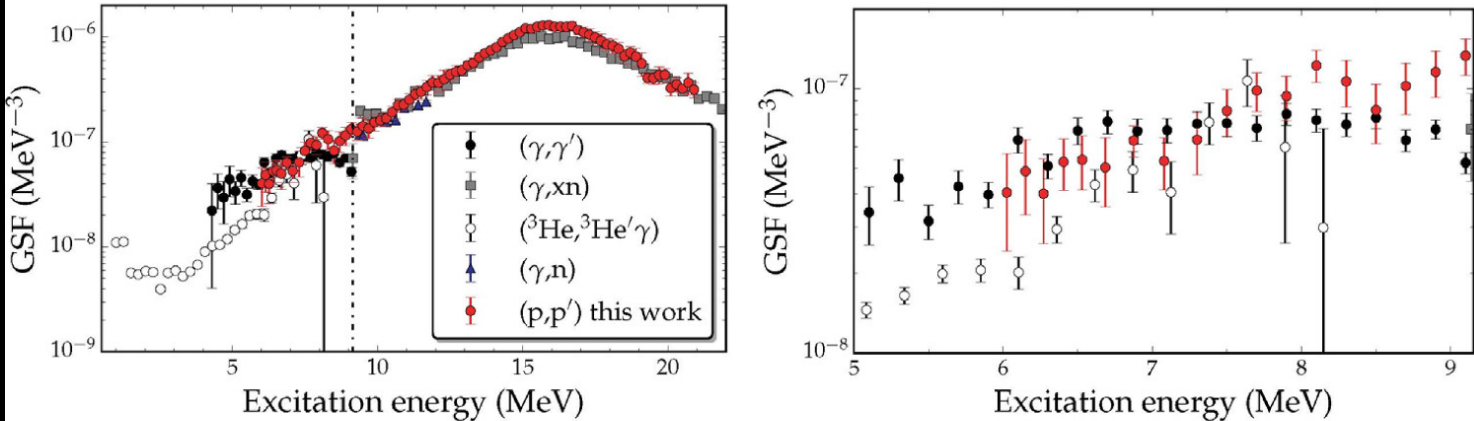 10⁻⁶
10⁻⁷
10⁻⁸
10⁻⁹
GSF (MeV⁻³)
5
10
15
20
Excitation energy (MeV)
(γ,γ′)
(γ,xn)
(³He,³He′γ)
(γ,n)
(p,p′) this work
10⁻⁷
10⁻⁸
GSF (MeV⁻³)
5
6
7
8
9
Excitation energy (MeV)